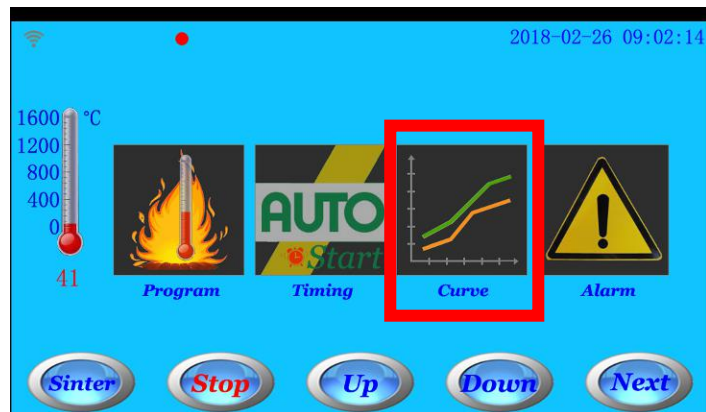 2018-02-26 09:02:14
1600 °C
1200
800
400
0
41
AUTO
Start
Program
Timing
Curve
Alarm
Sinter
Stop
Up
Down
Next